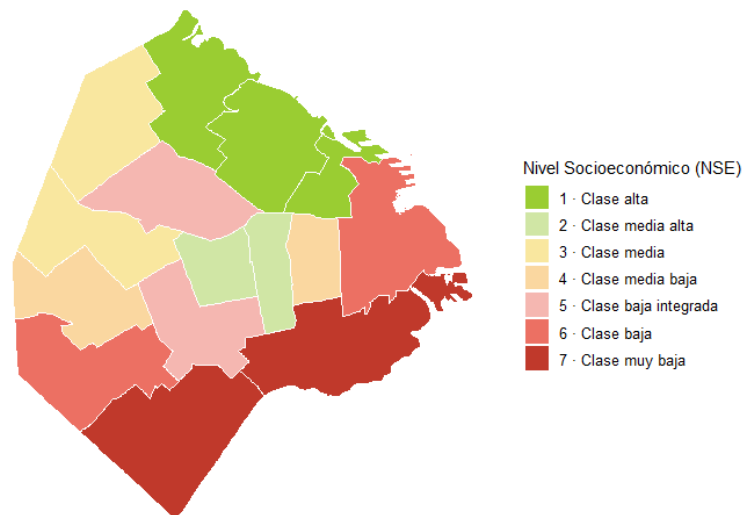 Nivel Socioeconómico (NSE)
1 · Clase alta
2 · Clase media alta
3 · Clase media
4 · Clase media baja
5 · Clase baja integrada
6 · Clase baja
7 · Clase muy baja